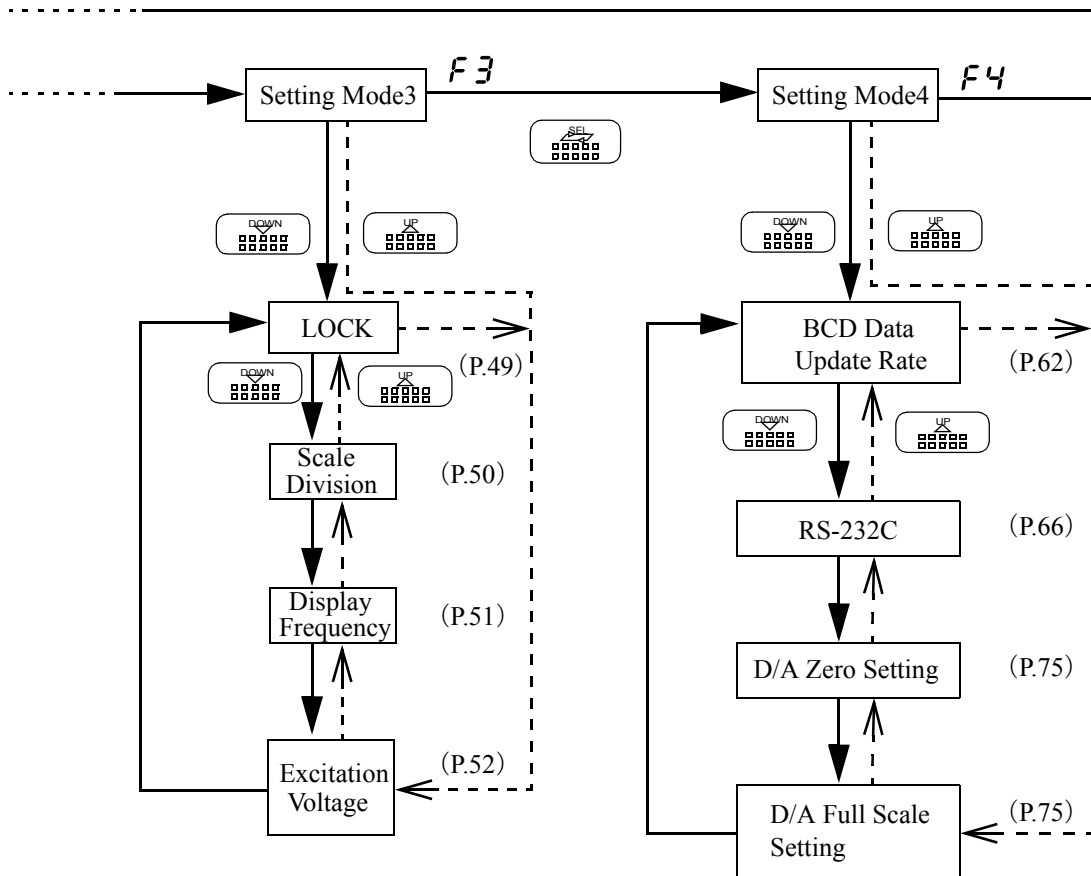 F3
F4
Setting Mode3
Setting Mode4
SEL
DOWN
UP
DOWN
UP
LOCK
(P.49)
BCD Data
Update Rate
(P.62)
DOWN
UP
DOWN
UP
Scale
Division
(P.50)
RS-232C
(P.66)
Display
Frequency
(P.51)
D/A Zero Setting
(P.75)
Excitation
Voltage
(P.52)
D/A Full Scale
Setting
(P.75)